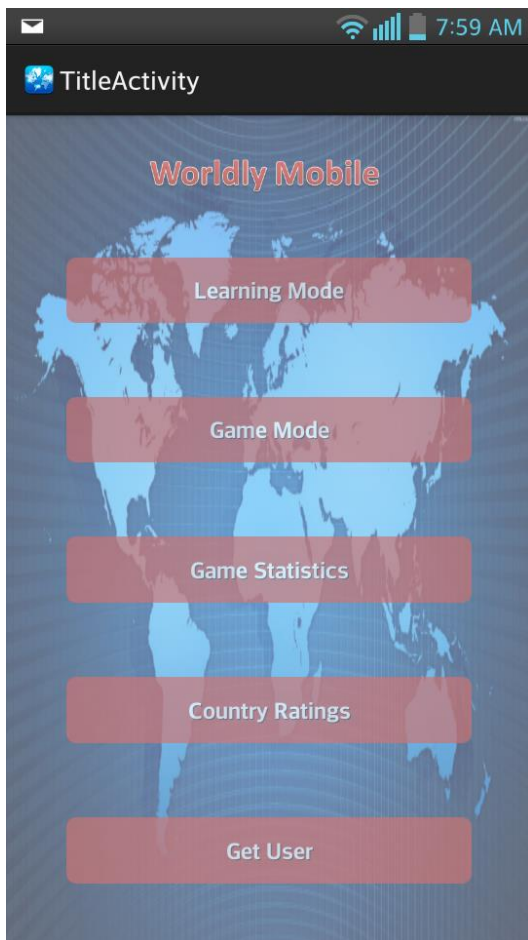 7:59 AM
TitleActivity
Worldly Mobile
Learning Mode
Game Mode
Game Statistics
Country Ratings
Get User